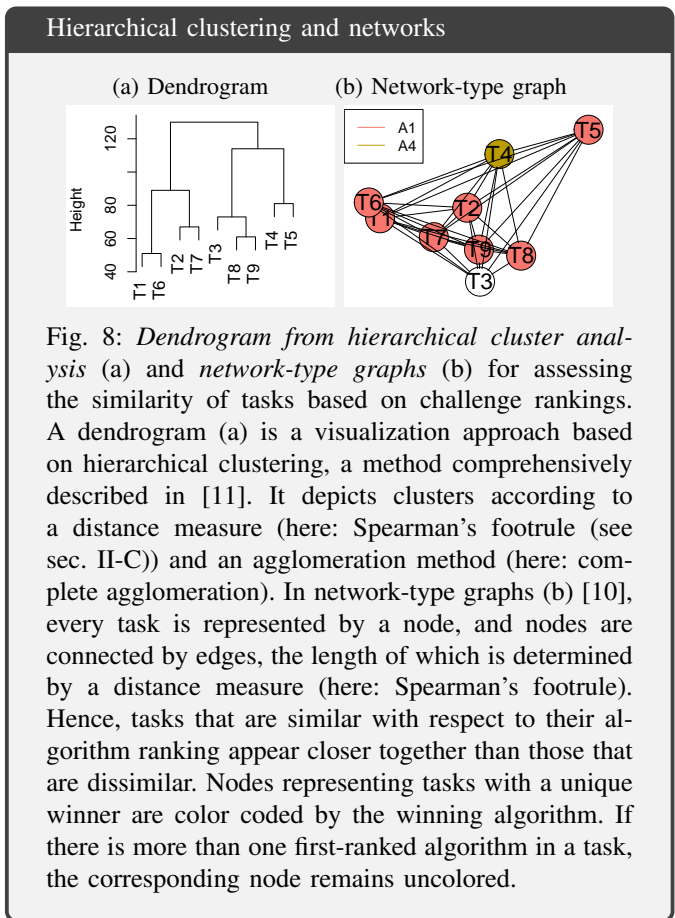 Hierarchical clustering and networks
(a) Dendrogram
(b) Network-type graph
Height
120
80
60
40
T1
T6
T2
T7
T3
T8
T9
T4
T5
A1
A4
T5
T4
T6
T1
T2
T7
T9
T8
T3
Fig. 8: Dendrogram from hierarchical cluster anal-
ysis (a) and network-type graphs (b) for assessing
the similarity of tasks based on challenge rankings.
A dendrogram (a) is a visualization approach based
on hierarchical clustering, a method comprehensively
described in [11]. It depicts clusters according to
a distance measure (here: Spearman's footrule (see
sec. II-C)) and an agglomeration method (here: com-
plete agglomeration). In network-type graphs (b) [10],
every task is represented by a node, and nodes are
connected by edges, the length of which is determined
by a distance measure (here: Spearman's footrule).
Hence, tasks that are similar with respect to their al-
gorithm ranking appear closer together than those that
are dissimilar. Nodes representing tasks with a unique
winner are color coded by the winning algorithm. If
there is more than one first-ranked algorithm in a task,
the corresponding node remains uncolored.